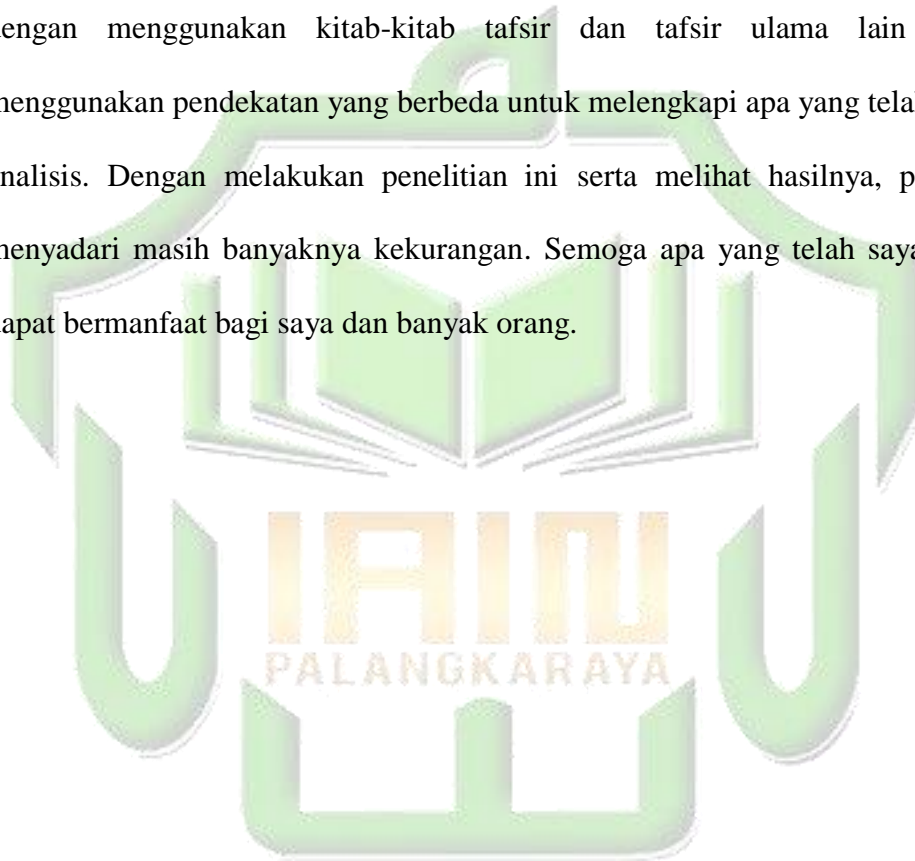 dengan menggunakan kitab-kitab tafsir dan tafsir ulama lain
menggunakan pendekatan yang berbeda untuk melengkapi apa yang telah
analisis. Dengan melakukan penelitian ini serta melihat hasilnya, p
menyadari masih banyaknya kekurangan. Semoga apa yang telah saya
dapat bermanfaat bagi saya dan banyak orang.
IAIN
PALANGKARAYA